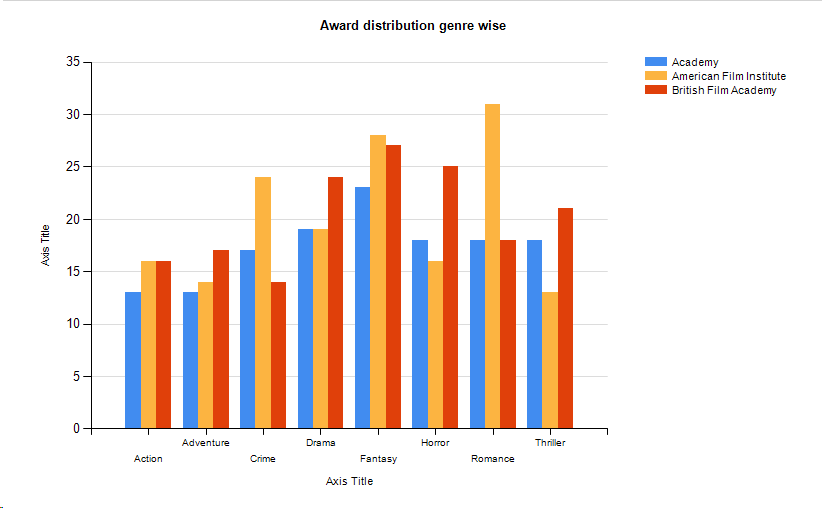 Award distribution genre wise
Academy
American Film Institute
British Film Academy
35
30
25
20
15
10
5
0
Axis Title
Adventure
Drama
Horror
Thriller
Action
Crime
Fantasy
Romance
Axis Title